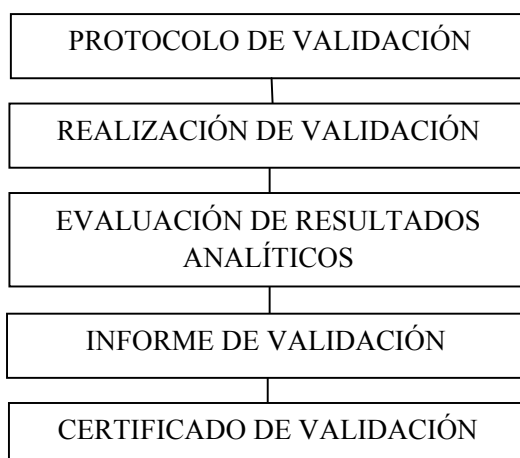 PROTOCOLO DE VALIDACIÓN
REALIZACIÓN DE VALIDACIÓN
EVALUACIÓN DE RESULTADOS
ANALÍTICOS
INFORME DE VALIDACIÓN
CERTIFICADO DE VALIDACIÓN